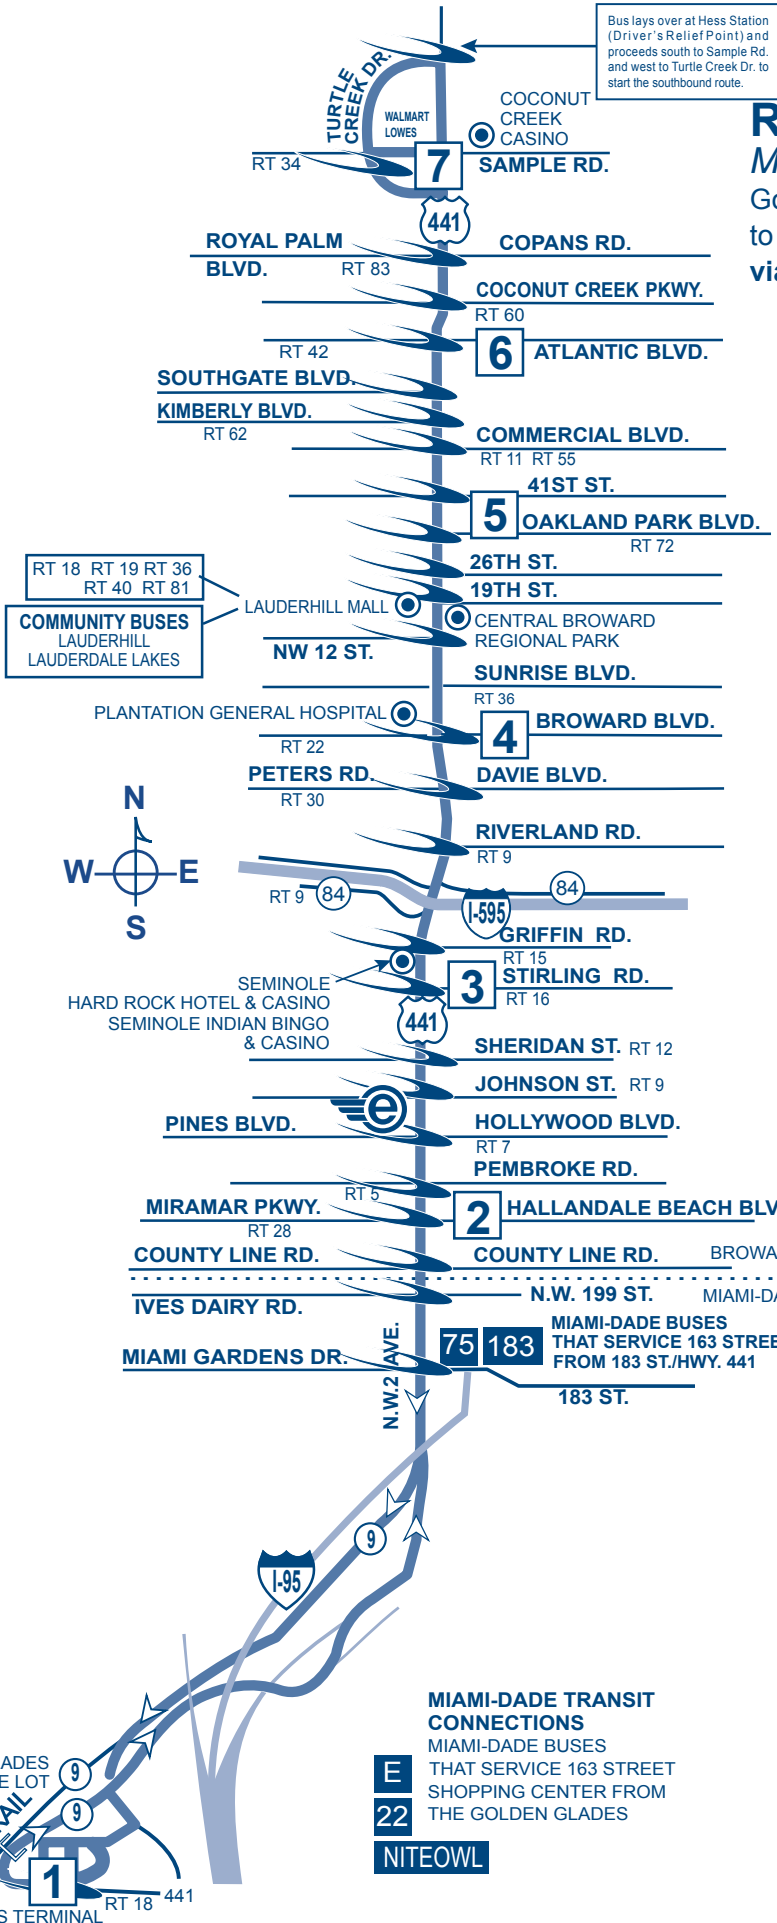 Bus lays over at Hess Station
(Driver's Relief Point) and
proceeds south to Sample Rd.
and west to Turtle Creek Dr. to
start the southbound route.
TURTLE
CREEK DR.
WALMART
LOWES
COCONUT
CREEK
CASINO
RT 34
7
SAMPLE RD.
441
ROYAL PALM
BLVD.
RT 83
COPANS RD.
COCONUT CREEK PKWY.
RT 60
RT 42
6
ATLANTIC BLVD.
SOUTHGATE BLVD.
KIMBERLY BLVD.
RT 62
COMMERCIAL BLVD.
RT 11 RT 55
41ST ST.
5
OAKLAND PARK BLVD.
RT 72
26TH ST.
19TH ST.
RT 18 RT 19 RT 36
RT 40 RT 81
LAUDERHILL MALL
COMMUNITY BUSES
LAUDERHILL
LAUDERDALE LAKES
CENTRAL BROWARD
REGIONAL PARK
NW 12 ST.
SUNRISE BLVD.
RT 36
PLANTATION GENERAL HOSPITAL
4
BROWARD BLVD.
RT 22
PETERS RD.
RT 30
DAVIE BLVD.
N
W
E
S
RIVERLAND RD.
RT 9
RT 9
84
84
I-595
GRIFFIN RD.
RT 15
3
STIRLING RD.
RT 16
SEMINOLE
HARD ROCK HOTEL & CASINO
SEMINOLE INDIAN BINGO
& CASINO
441
SHERIDAN ST. RT 12
JOHNSON ST. RT 9
e
PINES BLVD.
HOLLYWOOD BLVD.
RT 7
PEMBROKE RD.
RT 5
MIRAMAR PKWY.
RT 28
2
HALLANDALE BEACH BLV
COUNTY LINE RD.
COUNTY LINE RD.
BROWA
IVES DAIRY RD.
N.W. 199 ST.
MIAMI-DA
75 183
MIAMI-DADE BUSES
THAT SERVICE 163 STREE
FROM 183 ST./HWY. 441
MIAMI GARDENS DR.
N.W.2 AVE.
183 ST.
9
I-95
MIAMI-DADE TRANSIT
CONNECTIONS
MIAMI-DADE BUSES
E
THAT SERVICE 163 STREET
SHOPPING CENTER FROM
22
THE GOLDEN GLADES
NITEOWL
ADES
E LOT
9
9
AIL
1
RT 18
441
S TERMINAL
R
M
Go
to
via